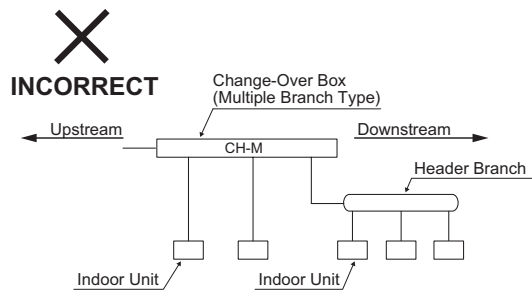 INCORRECT
Change-Over Box
(Multiple Branch Type)
Upstream
Downstream
CH-M
Header Branch
Indoor Unit
Indoor Unit